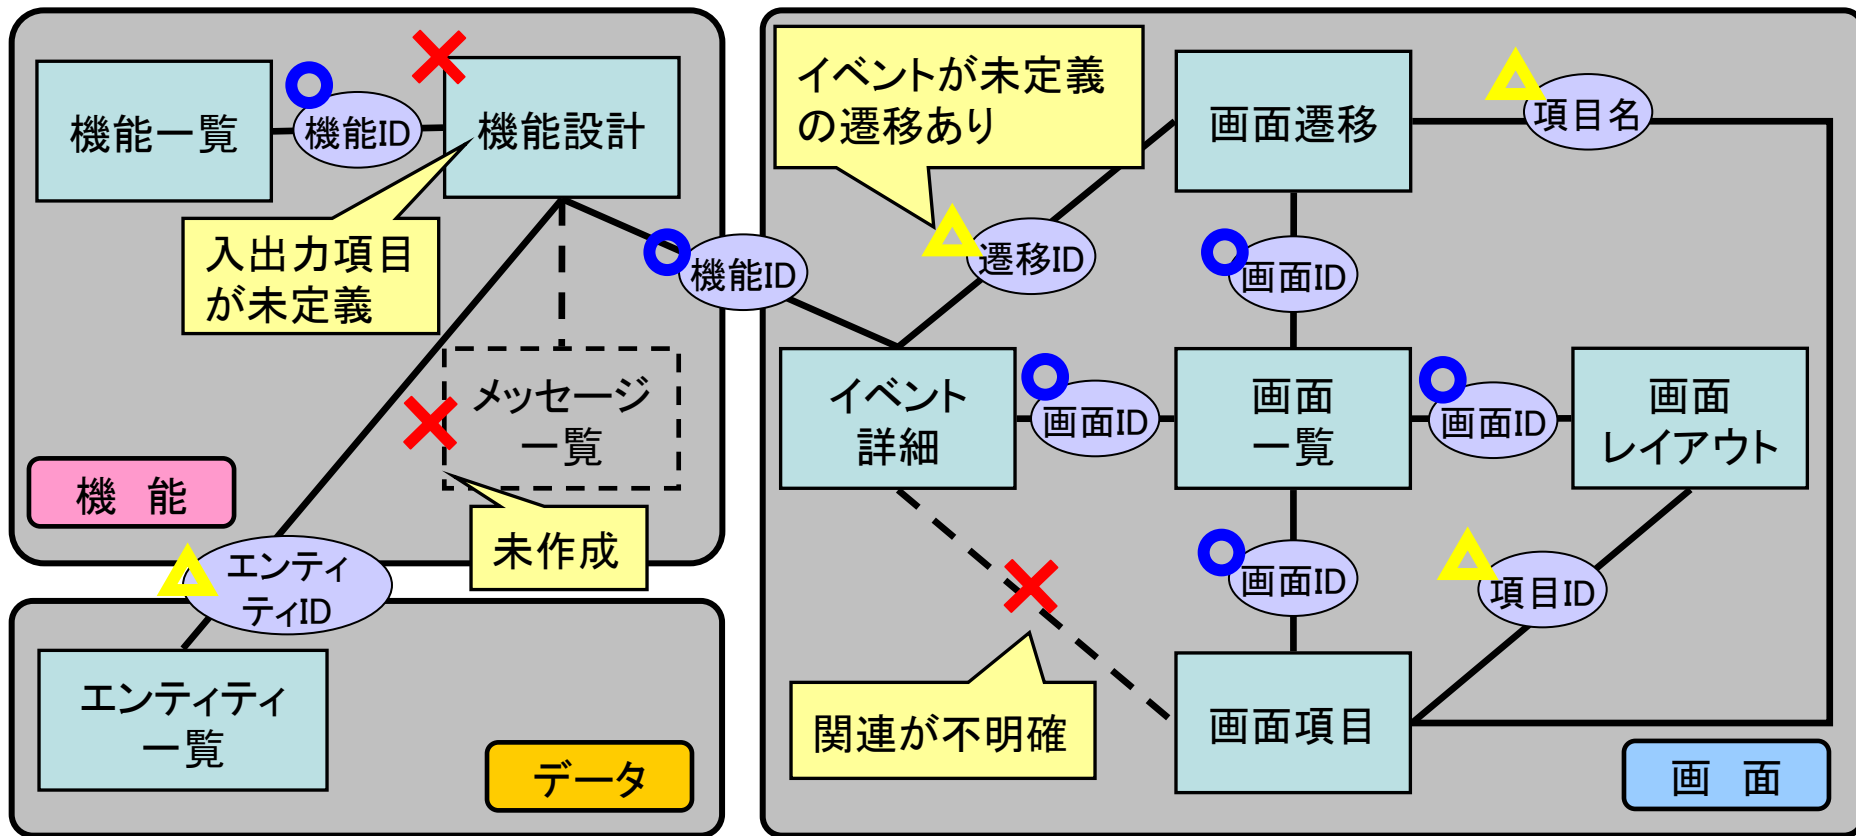 機能一覧
機能ID
機能設計
入出力項目
が未定義
機能ID
メッセージ
一覧
未作成
機 能
エンティ
ティID
エンティティ
一覧
データ
イベントが未定義
の遷移あり
画面遷移
項目名
遷移ID
画面ID
イベント
詳細
画面ID
画面
一覧
画面ID
画面
レイアウト
画面ID
項目ID
関連が不明確
画面項目
画 面